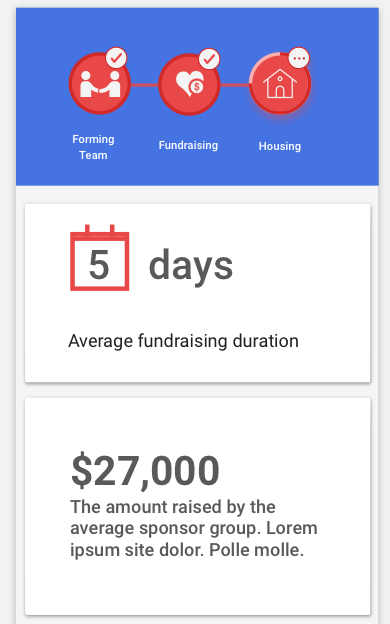 Forming
Team
Fundraising
Housing
5 days
Average fundraising duration
$27,000
The amount raised by the
average sponsor group. Lorem
ipsum site dolor. Polle molle.